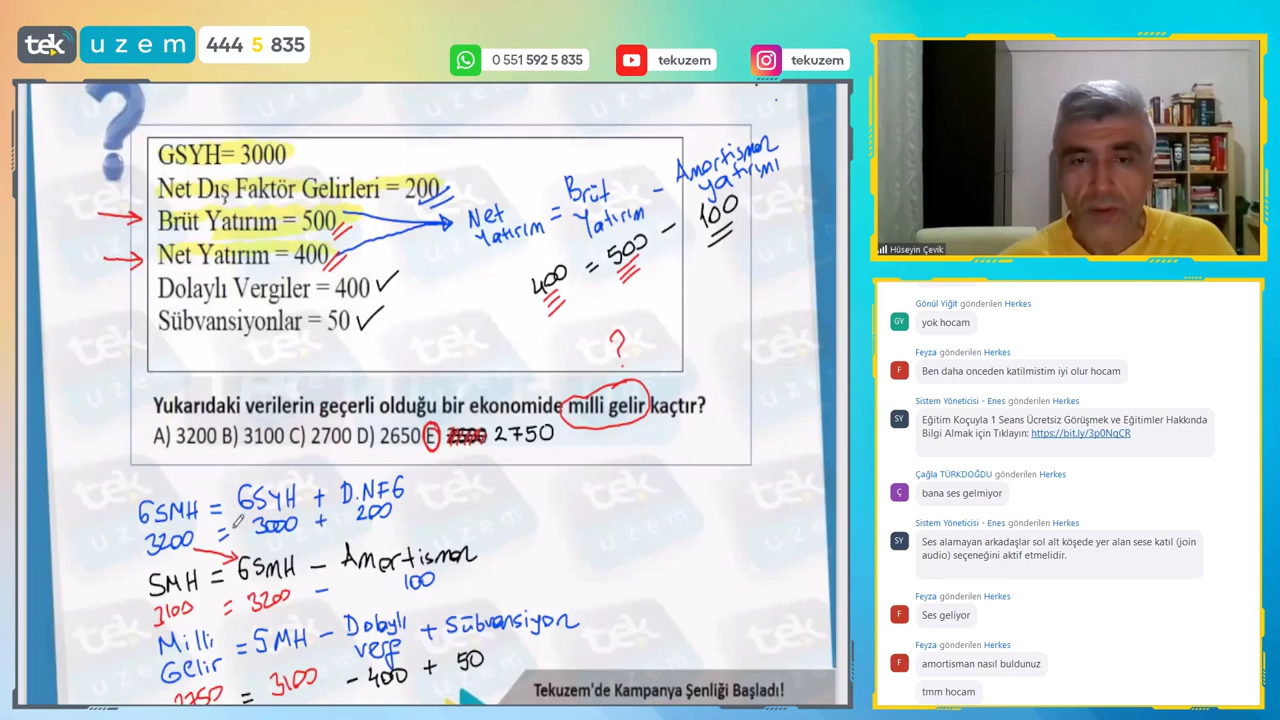 tek uzem 444 5 835
0 551 592 5 835 tekuzem tekuzem
GSYH= 3000
Net Dış Faktör Gelirleri = 200
Brüt Yatırım = 500
Net Yatırım = 400
Dolaylı Vergiler = 400
Sübvansiyonlar = 50
Net Yatırım = Brüt Yatırım - Amortisman yatırımı
400 = 500 - 100
?
Yukarıdaki verilerin geçerli olduğu bir ekonomide milli gelir kaçtır?
A) 3200 B) 3100 C) 2700 D) 2650 E) 2750
GSMH = GSYH + D.NFG
3200 = 3000 + 200
SMH = GSMH - Amortisman
3100 = 3200 - 100
Milli Gelir = SMH - Dolaylı verg + Sübvansiyon
2750 = 3100 - 400 + 50
Tekuzem'de Kampanya Şenliği Başladı!
Hüseyin Çevik
Gönül Yiğit gönderilen Herkes
GY yok hocam
Feyza gönderilen Herkes
F Ben daha onceden katilmistim iyi olur hocam
Sistem Yöneticisi - Enes gönderilen Herkes
SY Eğitim Koçuyla 1 Seans Ücretsiz Görüşmek ve Eğitimler Hakkında
Bilgi Almak için Tıklayın: https://bit.ly/3p0NqCR
Çağla TÜRKDOĞDU gönderilen Herkes
Ç bana ses gelmiyor
Sistem Yöneticisi - Enes gönderilen Herkes
SY Ses alamayan arkadaşlar sol alt köşede yer alan sese katıl (join
audio) seçeneğini aktif etmelidir.
Feyza gönderilen Herkes
F Ses geliyor
Feyza gönderilen Herkes
F amortisman nasıl buldunuz
tmm hocam